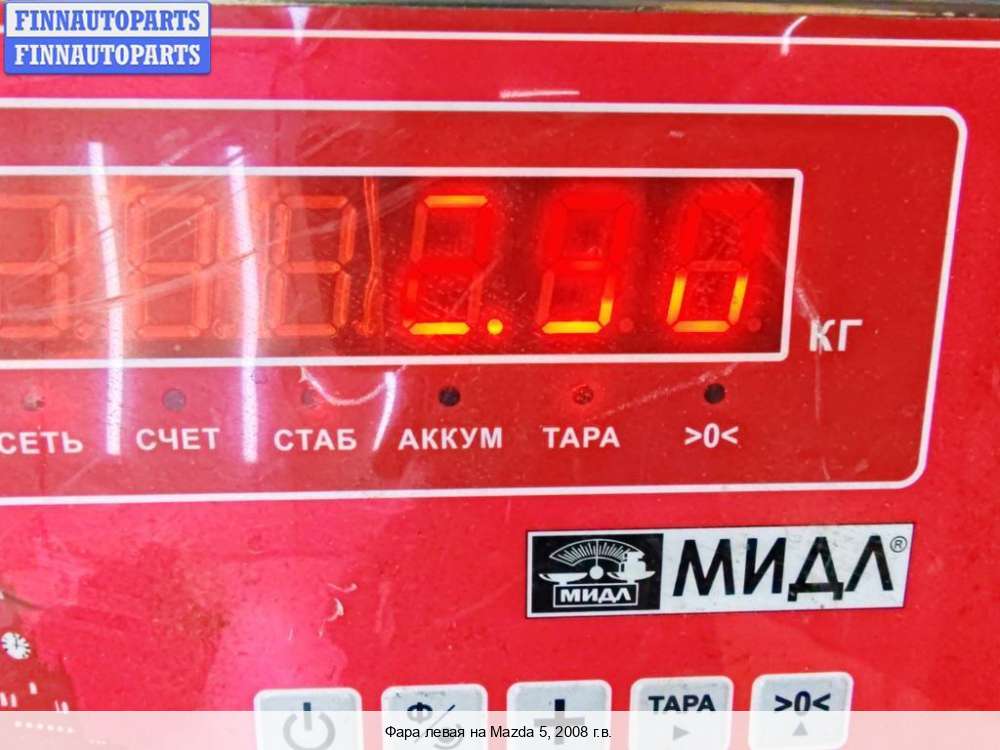 FINNAUTOPARTS
FINNAUTOPARTS
2.90
КГ
СЕТЬ СЧЕТ СТАБ АККУМ ТАРА >0<
МИДЛ МИДЛ®
ТАРА >0<
Фара левая на Mazda 5, 2008 г.в.